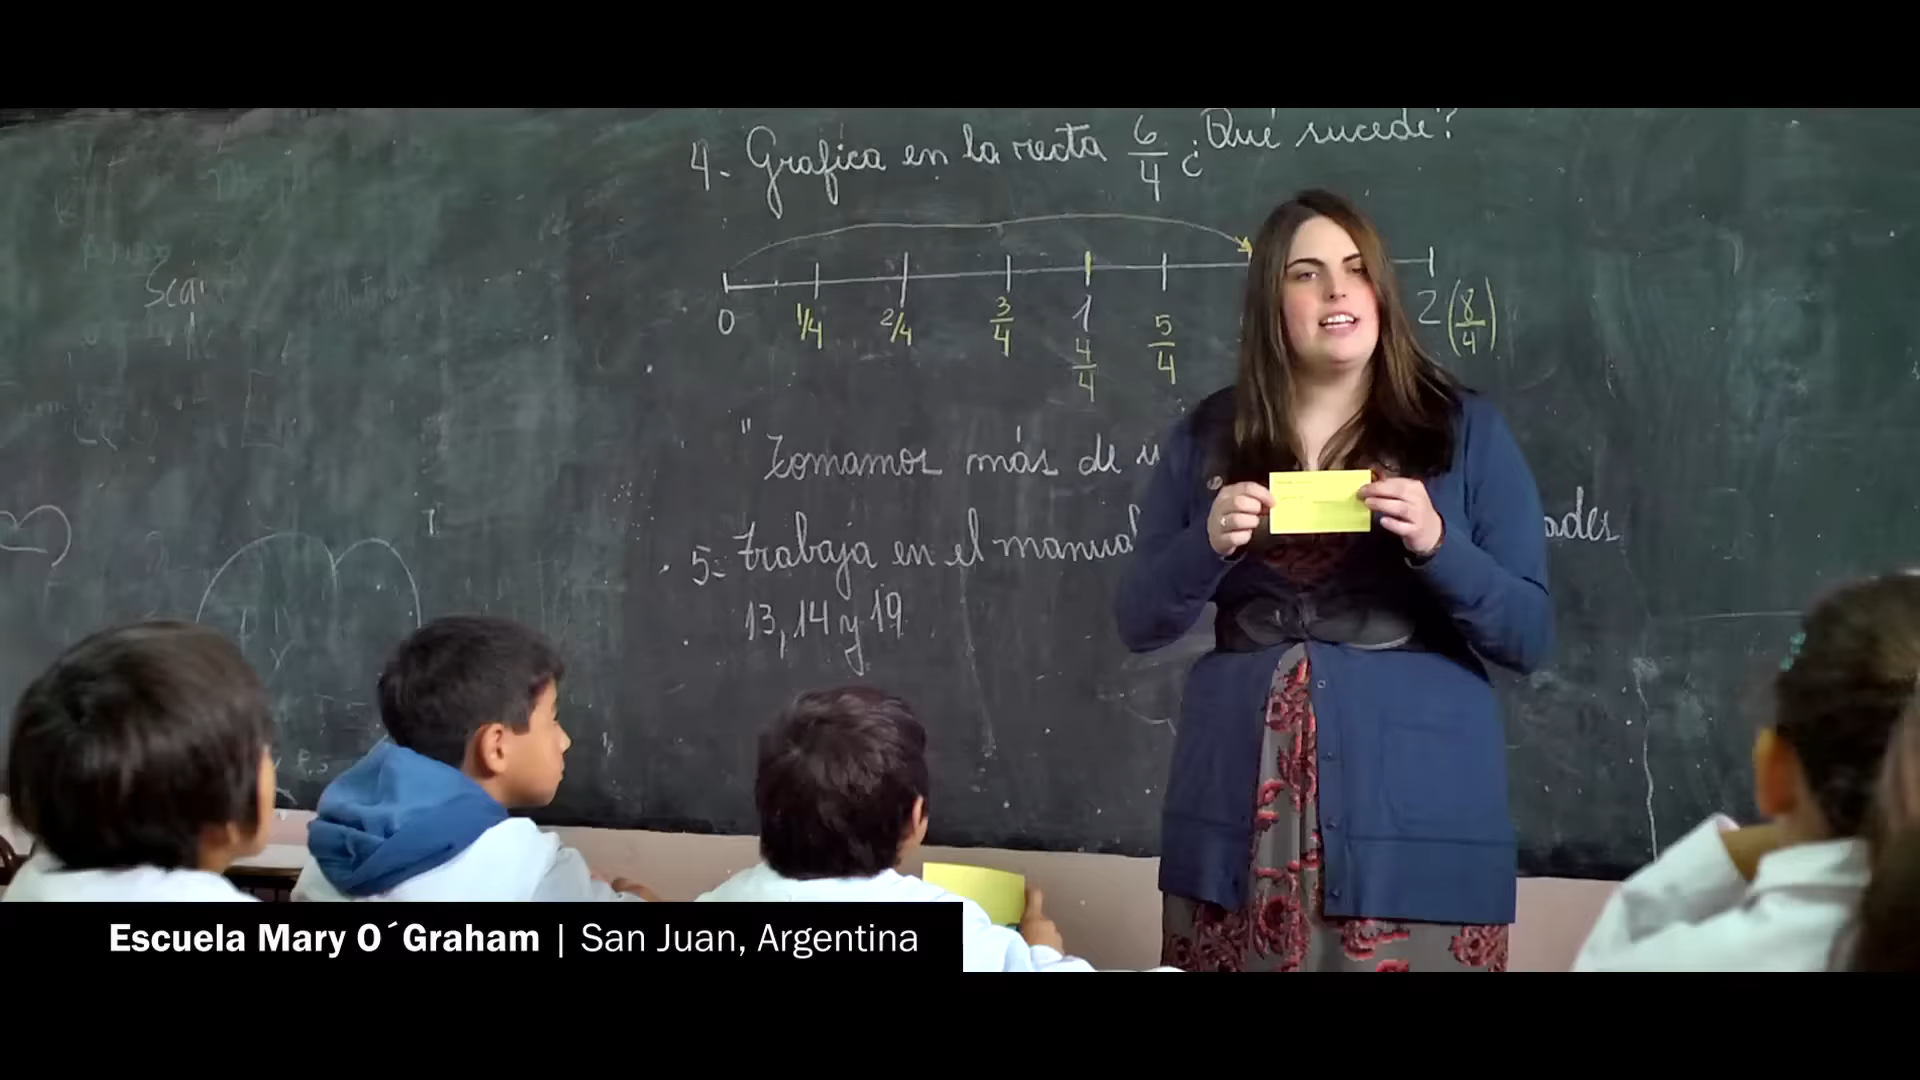 4. Grafica en la recta 6/4 ¿Qué sucede?
0 1/4 2/4 3/4 1 4/4 5/4 2 (8/4)
"Tomamos más de u
5. Trabaja en el manual ades
13, 14 y 19
Escuela Mary O´Graham | San Juan, Argentina